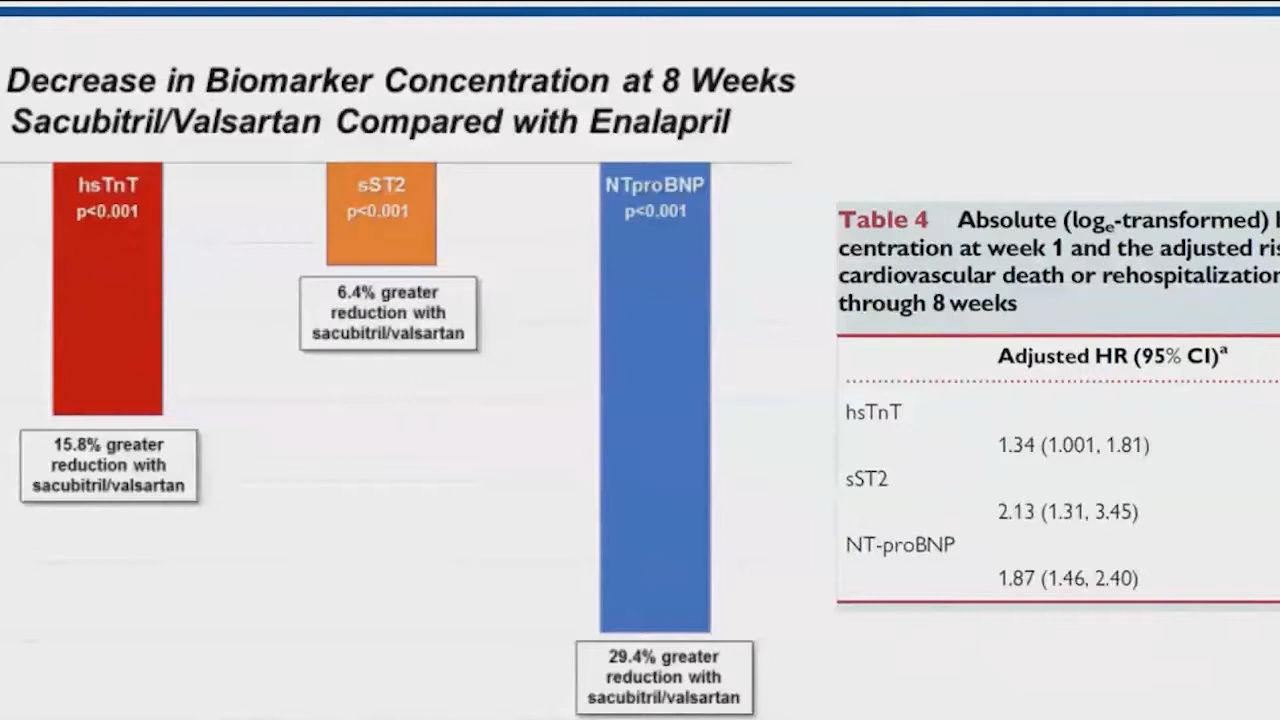 Decrease in Biomarker Concentration at 8 Weeks
Sacubitril/Valsartan Compared with Enalapril
hsTnT
p<0.001
15.8% greater
reduction with
sacubitril/valsartan
sST2
p<0.001
6.4% greater
reduction with
sacubitril/valsartan
NTproBNP
p<0.001
29.4% greater
reduction with
sacubitril/valsartan
Table 4 Absolute (logₑ-transformed)
centration at week 1 and the adjusted
cardiovascular death or rehospitalization
through 8 weeks
Adjusted HR (95% CI)ᵃ
hsTnT
1.34 (1.001, 1.81)
sST2
2.13 (1.31, 3.45)
NT-proBNP
1.87 (1.46, 2.40)